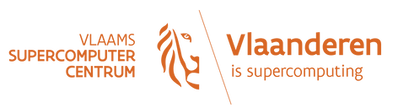 VLAAMS
SUPERCOMPUTER
CENTRUM
Vlaanderen
is supercomputing